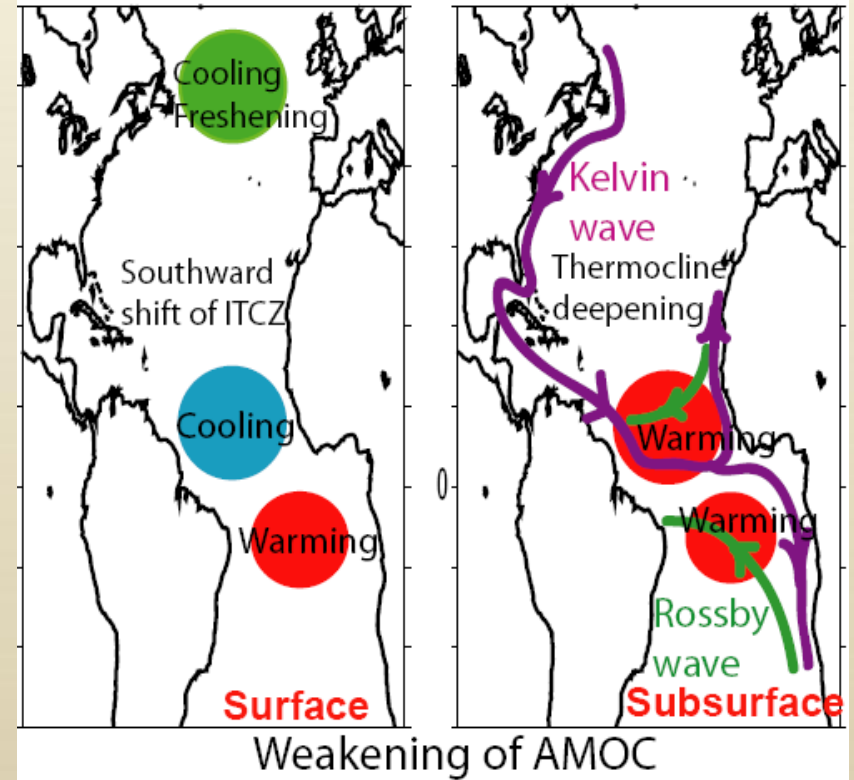 Cooling
Freshening
Southward
shift of ITCZ
Cooling
Warming
Surface
Kelvin
wave
Thermocline
deepening
Warming
0
Warming
Rossby
wave
Subsurface
Weakening of AMOC